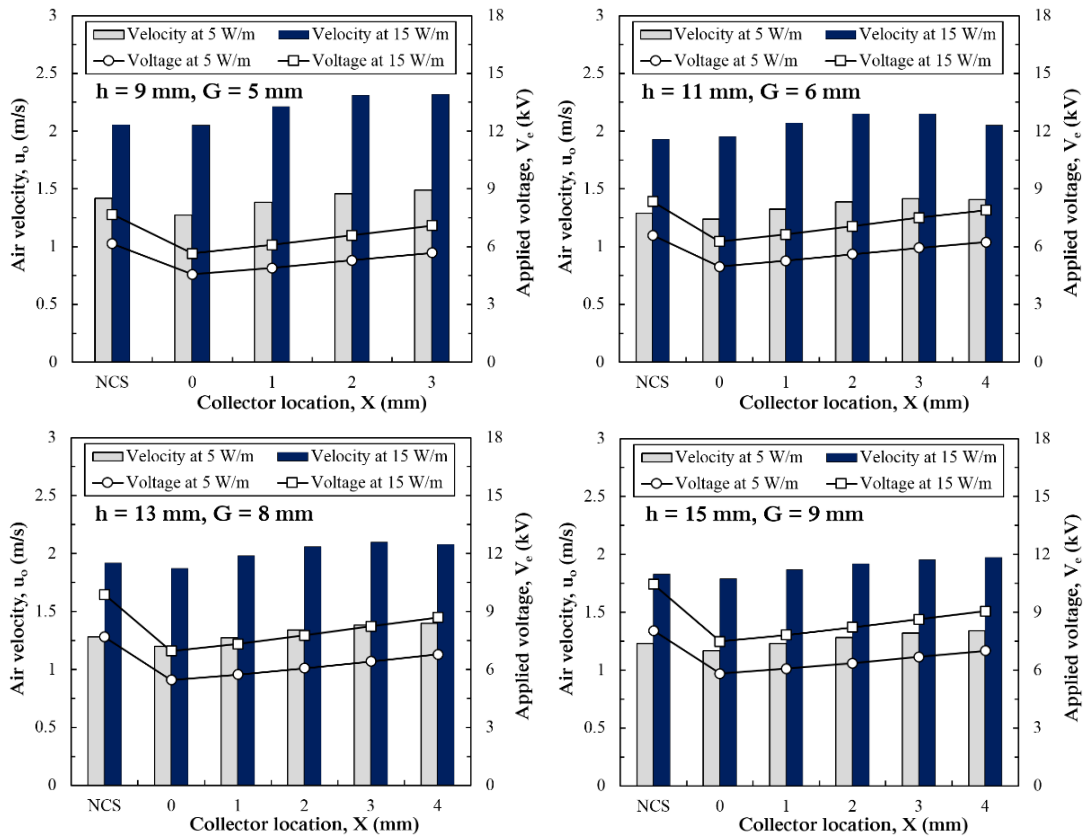 Velocity at 5 W/m
Velocity at 15 W/m
Voltage at 5 W/m
Voltage at 15 W/m
h = 9 mm, G = 5 mm
Air velocity, uₒ (m/s)
3
2.5
2
1.5
1
0.5
0
Applied voltage, Vₑ (kV)
18
15
12
9
6
3
0
NCS 0 1 2 3
Collector location, X (mm)
Velocity at 5 W/m
Velocity at 15 W/m
Voltage at 5 W/m
Voltage at 15 W/m
h = 11 mm, G = 6 mm
Air velocity, uₒ (m/s)
3
2.5
2
1.5
1
0.5
0
Applied voltage, Vₑ (kV)
18
15
12
9
6
3
0
NCS 0 1 2 3 4
Collector location, X (mm)
Velocity at 5 W/m
Velocity at 15 W/m
Voltage at 5 W/m
Voltage at 15 W/m
h = 13 mm, G = 8 mm
Air velocity, uₒ (m/s)
3
2.5
2
1.5
1
0.5
0
Applied voltage, Vₑ (kV)
18
15
12
9
6
3
0
NCS 0 1 2 3 4
Collector location, X (mm)
Velocity at 5 W/m
Velocity at 15 W/m
Voltage at 5 W/m
Voltage at 15 W/m
h = 15 mm, G = 9 mm
Air velocity, uₒ (m/s)
3
2.5
2
1.5
1
0.5
0
Applied voltage, Vₑ (kV)
18
15
12
9
6
3
0
NCS 0 1 2 3 4
Collector location, X (mm)